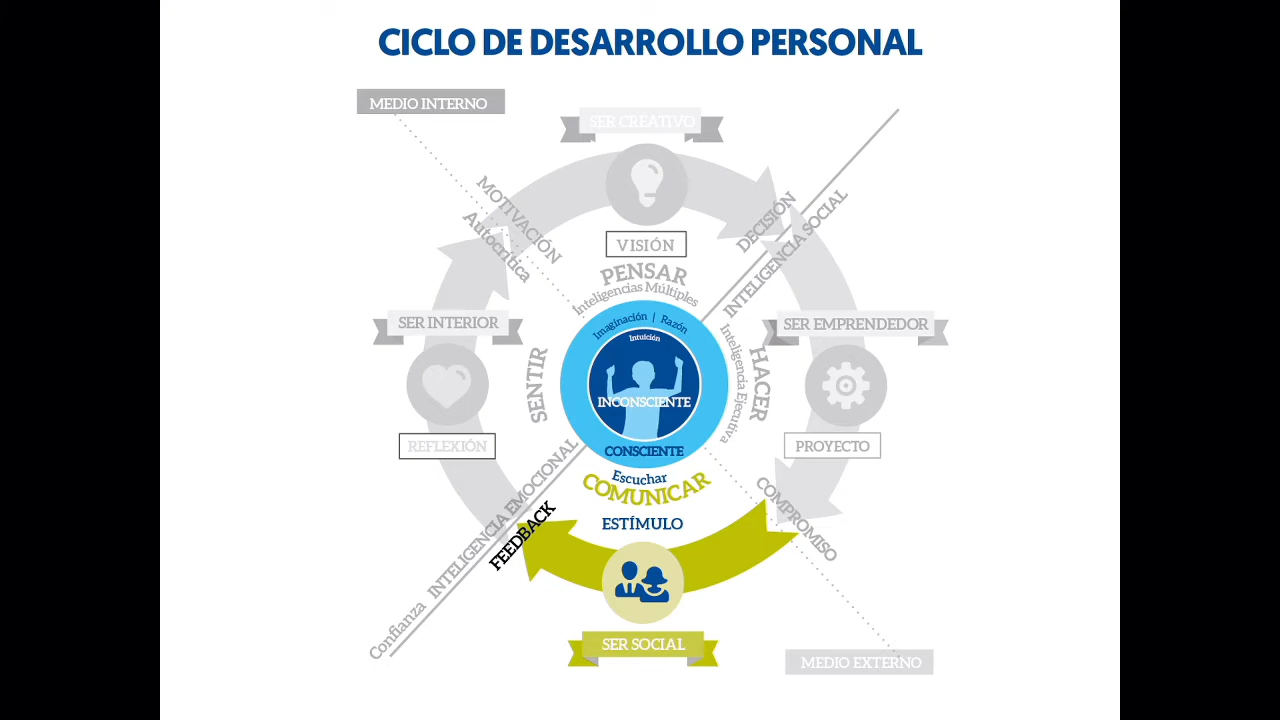 CICLO DE DESARROLLO PERSONAL
MEDIO INTERNO
SER CREATIVO
MOTIVACIÓN
Autocrítica
DECISIÓN
INTELIGENCIA SOCIAL
VISIÓN
PENSAR
Inteligencias Múltiples
SER INTERIOR
SER EMPRENDEDOR
Imaginación | Razón
Intuición
INCONSCIENTE
CONSCIENTE
SENTIR
HACER
Inteligencia Ejecutiva
REFLEXIÓN
PROYECTO
Escuchar
COMUNICAR
ESTÍMULO
INTELIGENCIA EMOCIONAL
Confianza
FEEDBACK
COMPROMISO
SER SOCIAL
MEDIO EXTERNO